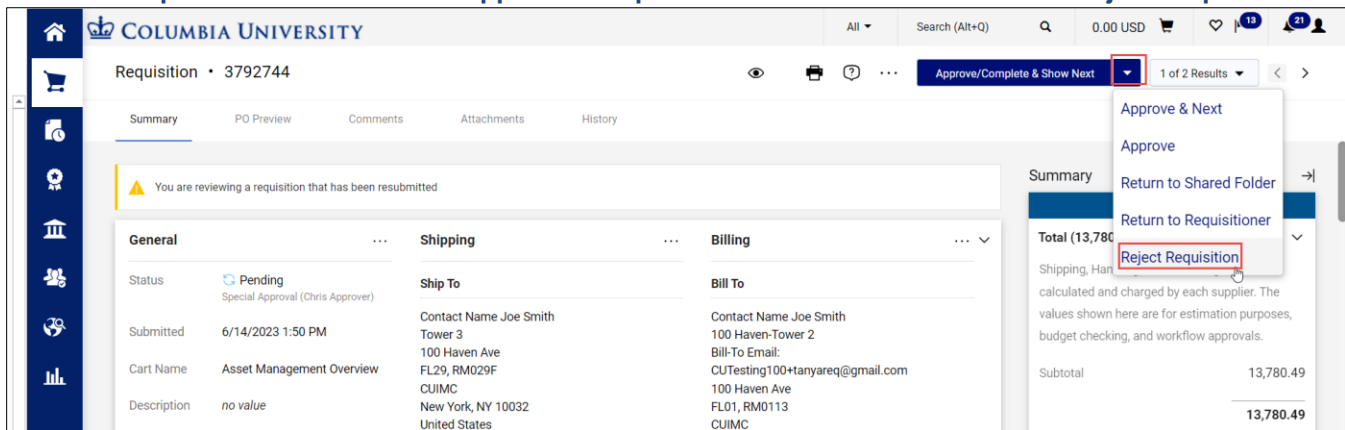 COLUMBIA UNIVERSITY
All
Search (Alt+Q)
0.00 USD
13
21
Requisition • 3792744
Approve/Complete & Show Next
1 of 2 Results
Summary
PO Preview
Comments
Attachments
History
Approve & Next
Approve
Return to Shared Folder
Return to Requisitioner
Reject Requisition
You are reviewing a requisition that has been resubmitted
General
Status
Pending
Special Approval (Chris Approver)
Submitted
6/14/2023 1:50 PM
Cart Name
Asset Management Overview
Description
no value
Shipping
Ship To
Contact Name Joe Smith
Tower 3
100 Haven Ave
FL29, RM029F
CUIMC
New York, NY 10032
United States
Billing
Bill To
Contact Name Joe Smith
100 Haven-Tower 2
Bill-To Email:
CUTesting100+tanyareq@gmail.com
100 Haven Ave
FL01, RM0113
CUIMC
Summary
Total (13,780
Shipping, Han
calculated and charged by each supplier. The
values shown here are for estimation purposes,
budget checking, and workflow approvals.
Subtotal
13,780.49
13,780.49